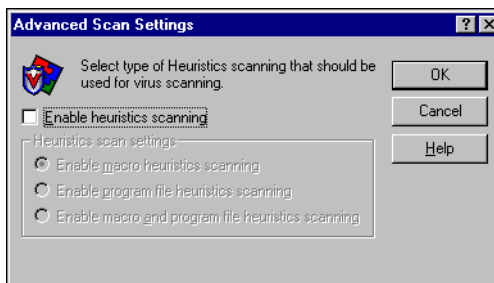 Advanced Scan Settings
Select type of Heuristics scanning that should be
used for virus scanning.
Enable heuristics scanning
Heuristics scan settings
Enable macro heuristics scanning
Enable program file heuristics scanning
Enable macro and program file heuristics scanning
OK
Cancel
Help